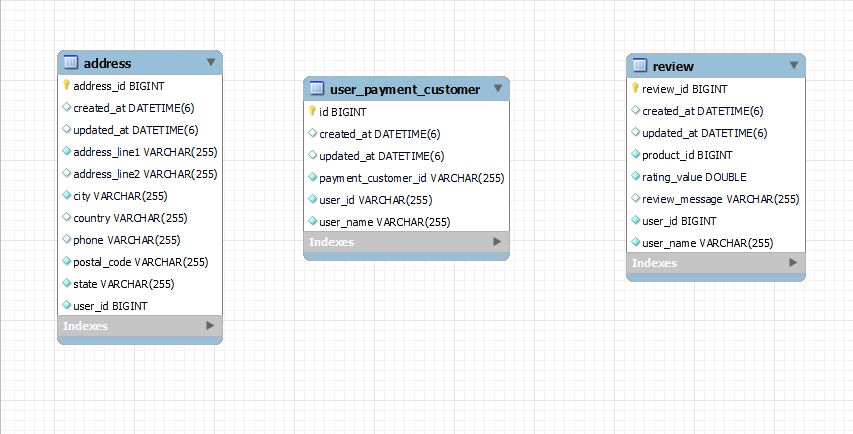 address
address_id BIGINT
created_at DATETIME(6)
updated_at DATETIME(6)
address_line1 VARCHAR(255)
address_line2 VARCHAR(255)
city VARCHAR(255)
country VARCHAR(255)
phone VARCHAR(255)
postal_code VARCHAR(255)
state VARCHAR(255)
user_id BIGINT
Indexes
user_payment_customer
id BIGINT
created_at DATETIME(6)
updated_at DATETIME(6)
payment_customer_id VARCHAR(255)
user_id VARCHAR(255)
user_name VARCHAR(255)
Indexes
review
review_id BIGINT
created_at DATETIME(6)
updated_at DATETIME(6)
product_id BIGINT
rating_value DOUBLE
review_message VARCHAR(255)
user_id BIGINT
user_name VARCHAR(255)
Indexes